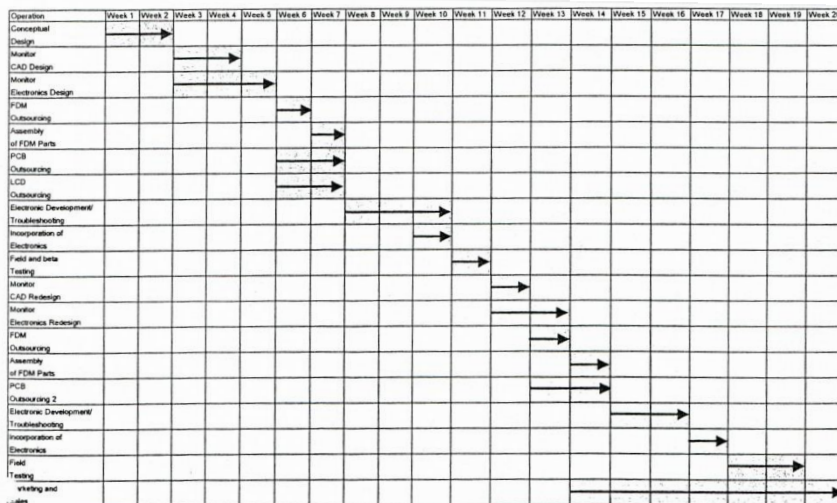 Operation Week 1 Week 2 Week 3 Week 4 Week 5 Week 6 Week 7 Week 8 Week 9 Week 10 Week 11 Week 12 Week 13 Week 14 Week 15 Week 16 Week 17 Week 18 Week 19 Week
Conceptual
Design
Monitor
CAD Design
Monitor
Electronics Design
FDM
Outsourcing
Assembly
of FDM Parts
PCB
Outsourcing
LCD
Outsourcing
Electronic Development/
Troubleshooting
Incorporation of
Electronics
Field and beta
Testing
Monitor
CAD Redesign
Monitor
Electronics Redesign
FDM
Outsourcing
Assembly
of FDM Parts
PCB
Outsourcing 2
Electronic Development/
Troubleshooting
Incorporation of
Electronics
Field
Testing
and